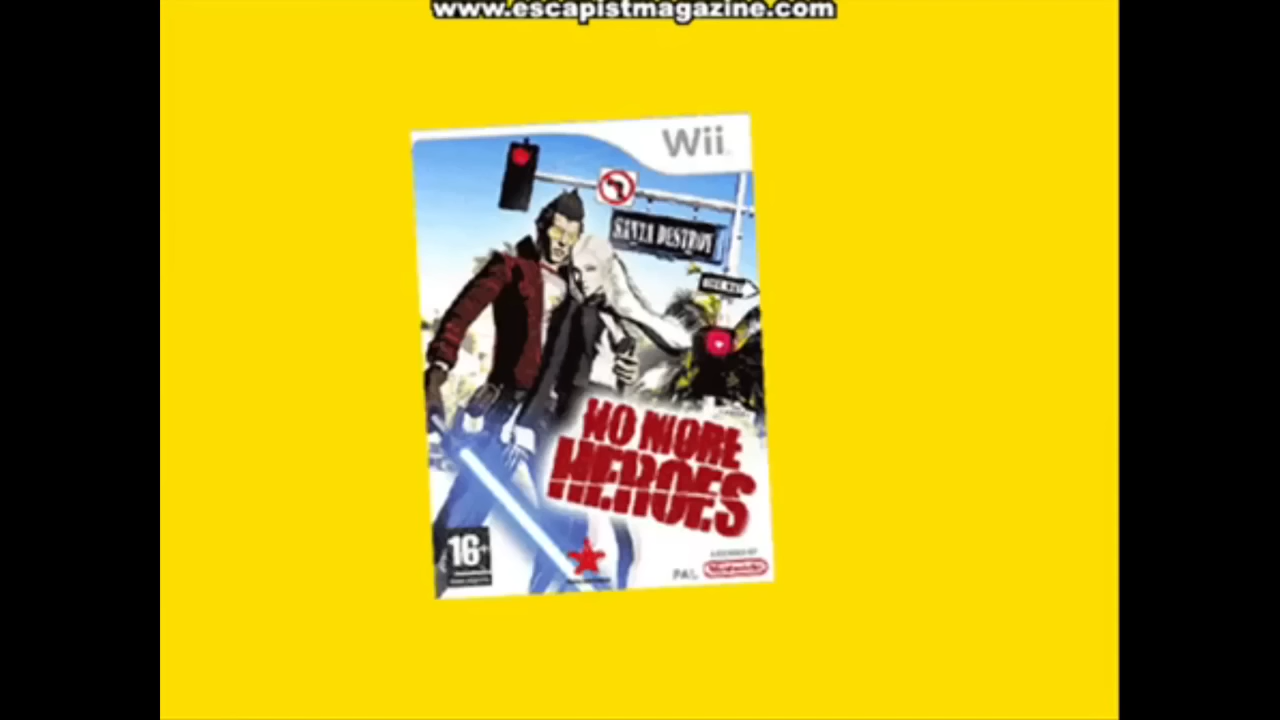 www.escapistmagazine.com
Wii
SANTA DESTROY
NO MORE
HEROES
16+
PAL
Nintendo